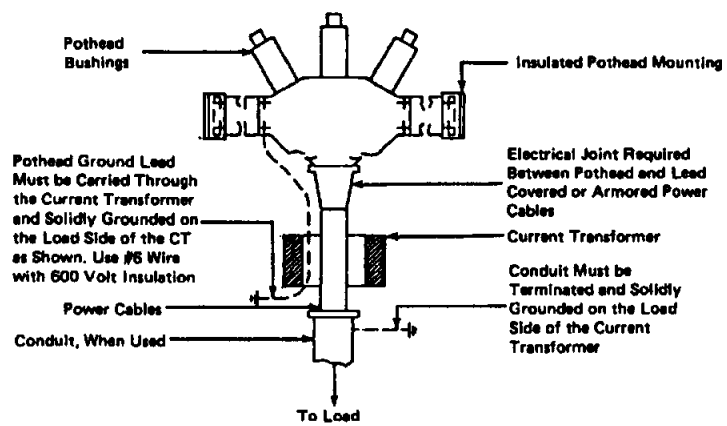 Pothead
Bushings
Insulated Pothead Mounting
Pothead Ground Lead
Must be Carried Through
the Current Transformer
and Solidly Grounded on
the Load Side of the CT
as Shown. Use #6 Wire
with 600 Volt Insulation
Electrical Joint Required
Between Pothead and Lead
Covered or Armored Power
Cables
Current Transformer
Conduit Must be
Terminated and Solidly
Grounded on the Load
Side of the Current
Transformer
Power Cables
Conduit, When Used
To Load